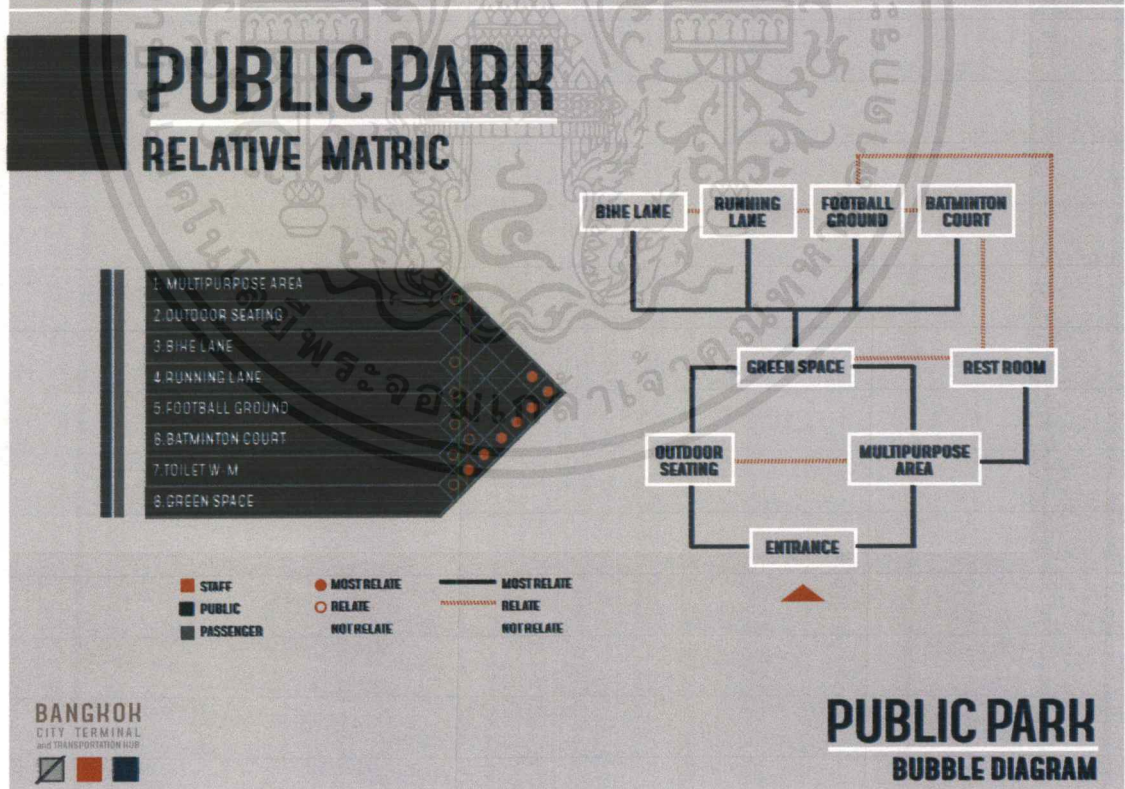 PUBLIC PARK
RELATIVE MATRIC
1. MULTIPURPOSE AREA
2.OUTDOOR SEATING
3.BIKE LANE
4.RUNNING LANE
5.FOOTBALL GROUND
6.BATMINTON COURT
7.TOILET W-M
8.GREEN SPACE
STAFF
PUBLIC
PASSENGER
MOST RELATE
RELATE
NOT RELATE
MOST RELATE
RELATE
NOT RELATE
BIKE LANE
RUNNING
LANE
FOOTBALL
GROUND
BATMINTON
COURT
GREEN SPACE
REST ROOM
OUTDOOR
SEATING
MULTIPURPOSE
AREA
ENTRANCE
BANGKOK
CITY TERMINAL
and TRANSPORTATION HUB
PUBLIC PARK
BUBBLE DIAGRAM